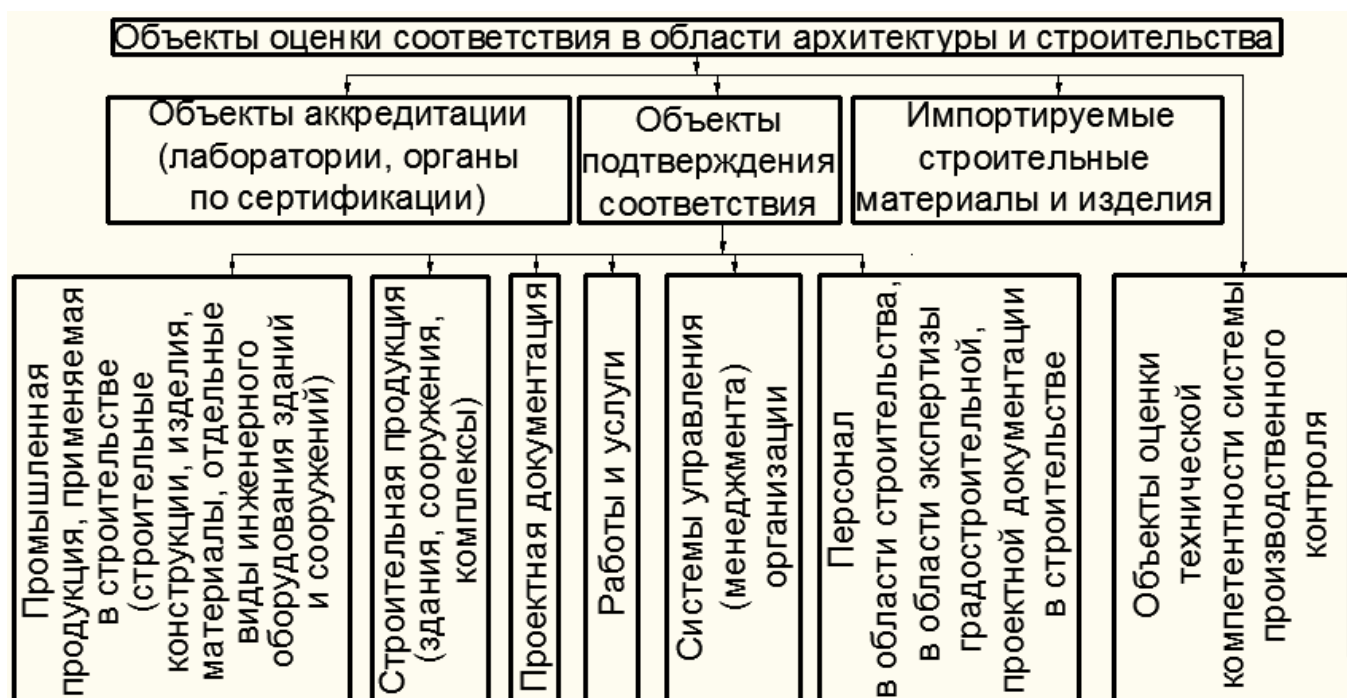 Объекты оценки соответствия в области архитектуры и строительства
Объекты аккредитации
(лаборатории, органы
по сертификации)
Объекты
подтверждения
соответствия
Импортируемые
строительные
материалы и изделия
Промышленная
продукция, применяемая
в строительстве
(строительные
конструкции, изделия,
материалы, отдельные
виды инженерного
оборудования зданий
и сооружений)
Строительная продукция
(здания, сооружения,
комплексы)
Проектная документация
Работы и услуги
Системы управления
(менеджмента)
организации
Персонал
в области строительства,
в области экспертизы
градостроительной,
проектной документации
в строительстве
Объекты оценки
технической
компетентности системы
производственного
контроля